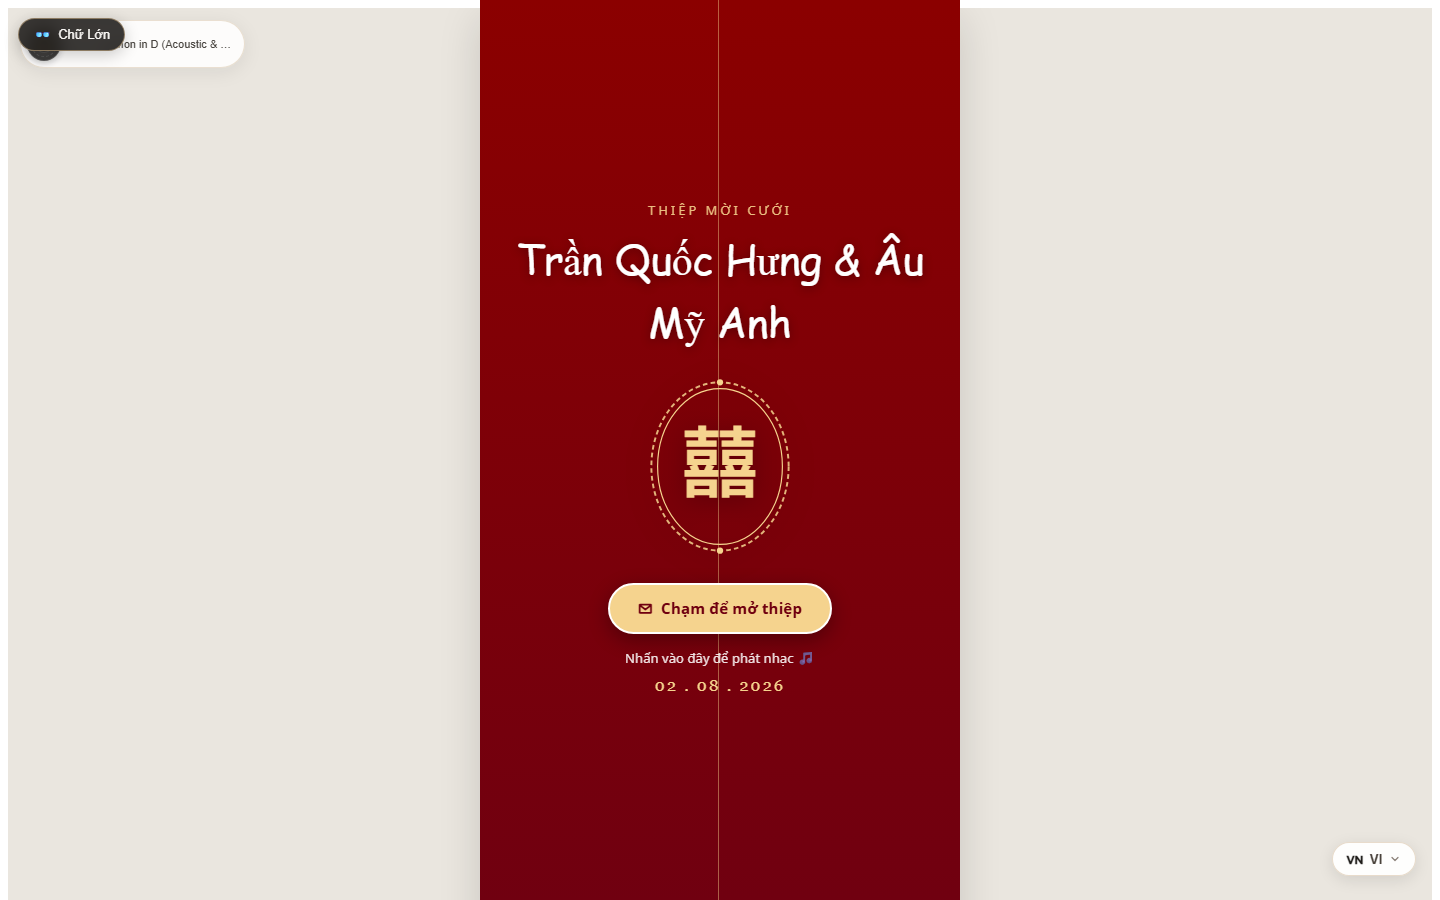 Chữ Lớn
in D (Acoustic & ...
THIỆP MỜI CƯỚI
Trần Quốc Hưng & Âu
Mỹ Anh
囍
Chạm để mở thiệp
Nhấn vào đây để phát nhạc 🎵
02 . 08 . 2026
VN VI